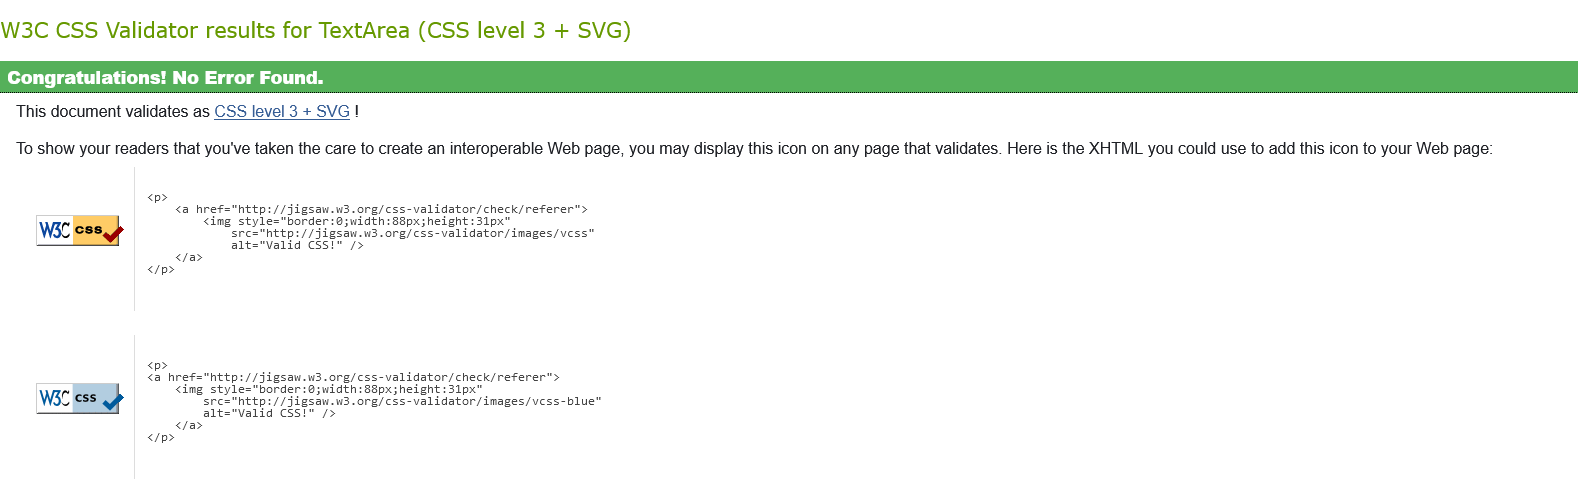 W3C CSS Validator results for TextArea (CSS level 3 + SVG)
Congratulations! No Error Found.
This document validates as CSS level 3 + SVG !
To show your readers that you've taken the care to create an interoperable Web page, you may display this icon on any page that validates. Here is the XHTML you could use to add this icon to your Web page:
W3C css
<p>
    <a href="http://jigsaw.w3.org/css-validator/check/referer">
        <img style="border:0;width:88px;height:31px"
            src="http://jigsaw.w3.org/css-validator/images/vcss"
            alt="Valid CSS!" />
    </a>
</p>
W3C css
<p>
<a href="http://jigsaw.w3.org/css-validator/check/referer">
    <img style="border:0;width:88px;height:31px"
        src="http://jigsaw.w3.org/css-validator/images/vcss-blue"
        alt="Valid CSS!" />
    </a>
</p>